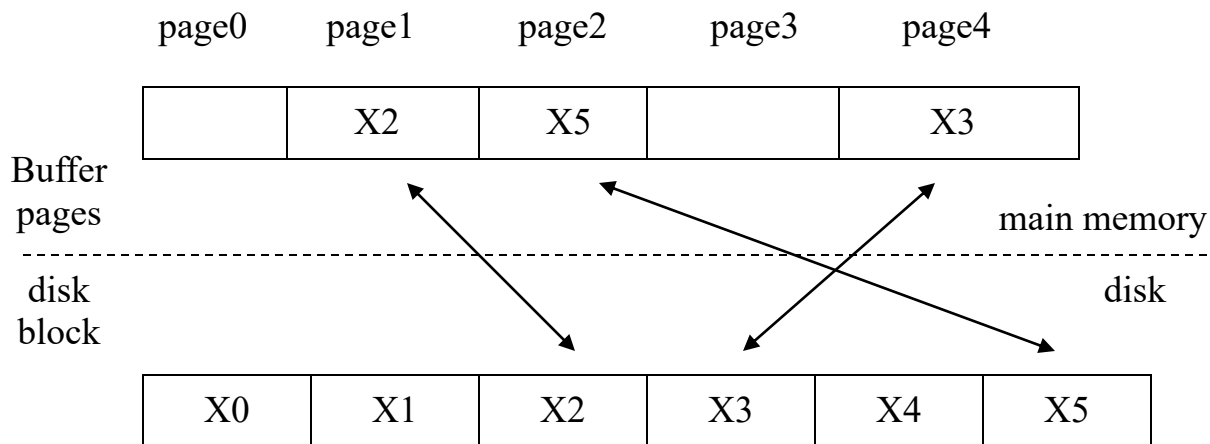 page0 page1 page2 page3 page4
X2 X5 X3
Buffer
pages
main memory
disk
block
disk
X0 X1 X2 X3 X4 X5